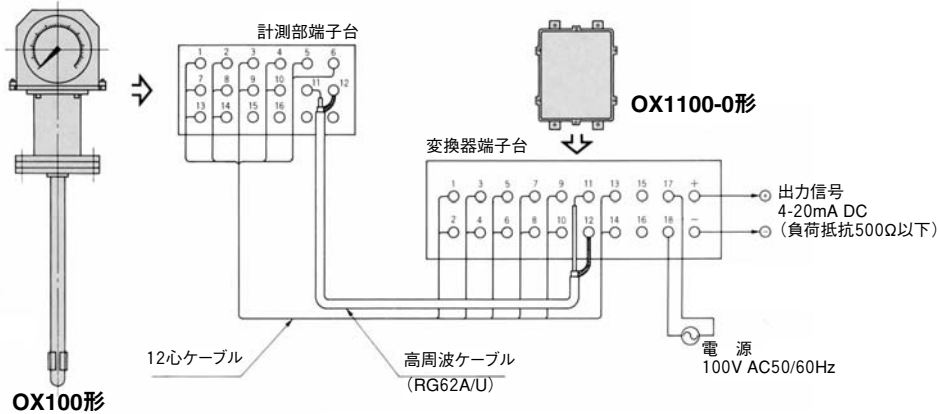 計測部端子台
1 2 3 4 5 6
7 8 9 10 11 12
13 14 15 16
OX1100-0形
変換器端子台
1 3 5 7 9 11 13 15 17 +
2 4 6 8 10 12 14 16 18 −
出力信号
4-20mA DC
（負荷抵抗500Ω以下）
12心ケーブル
高周波ケーブル
（RG62A/U）
電　源
100V AC50/60Hz
OX100形